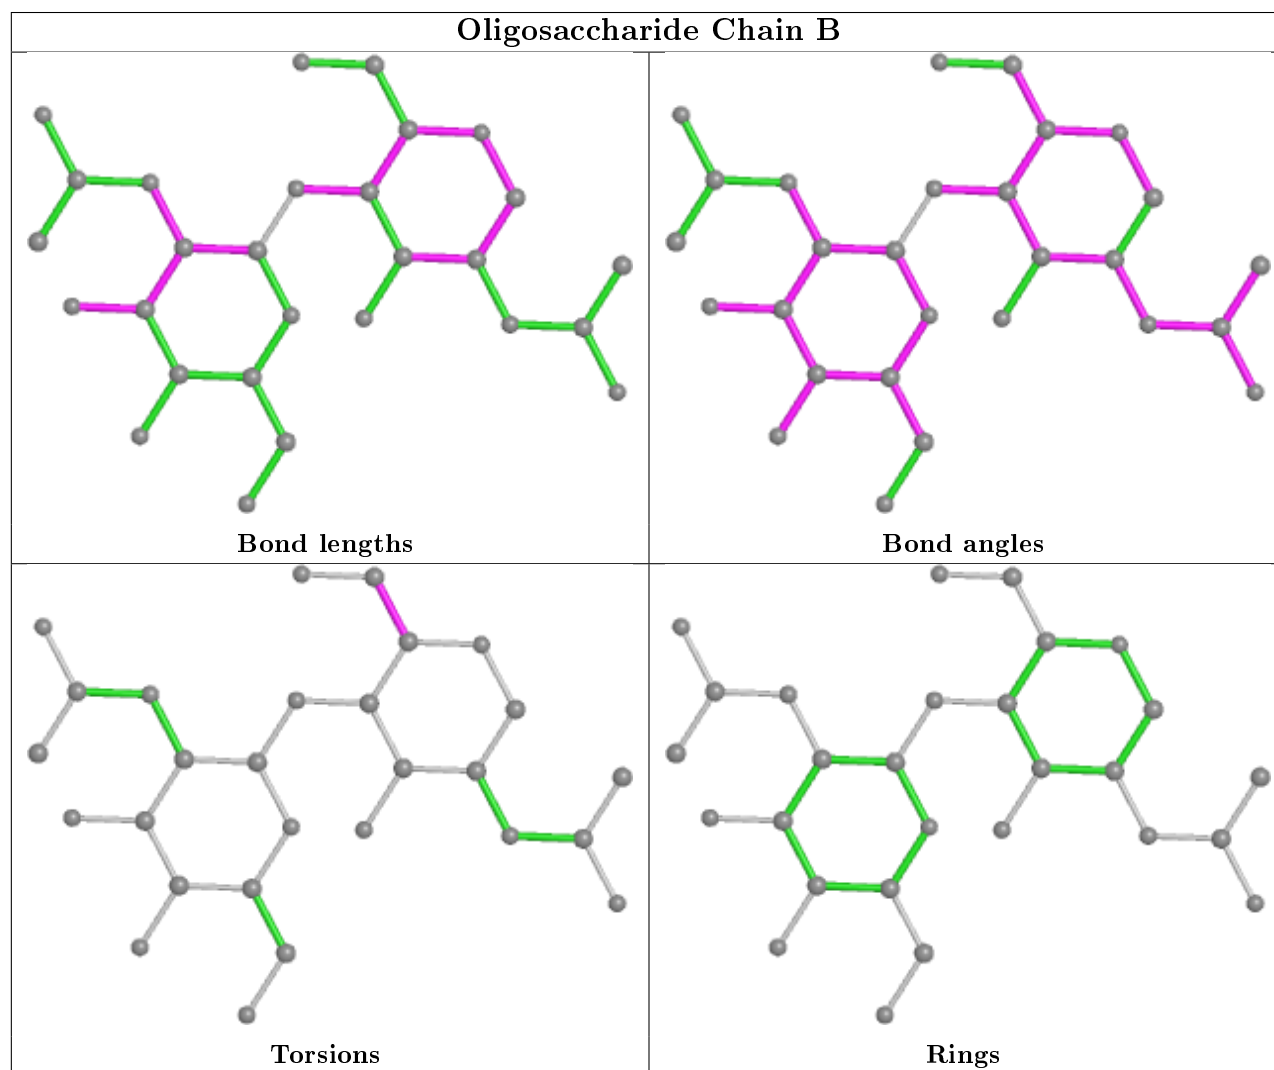 Oligosaccharide Chain B
Bond lengths
Bond angles
Torsions
Rings